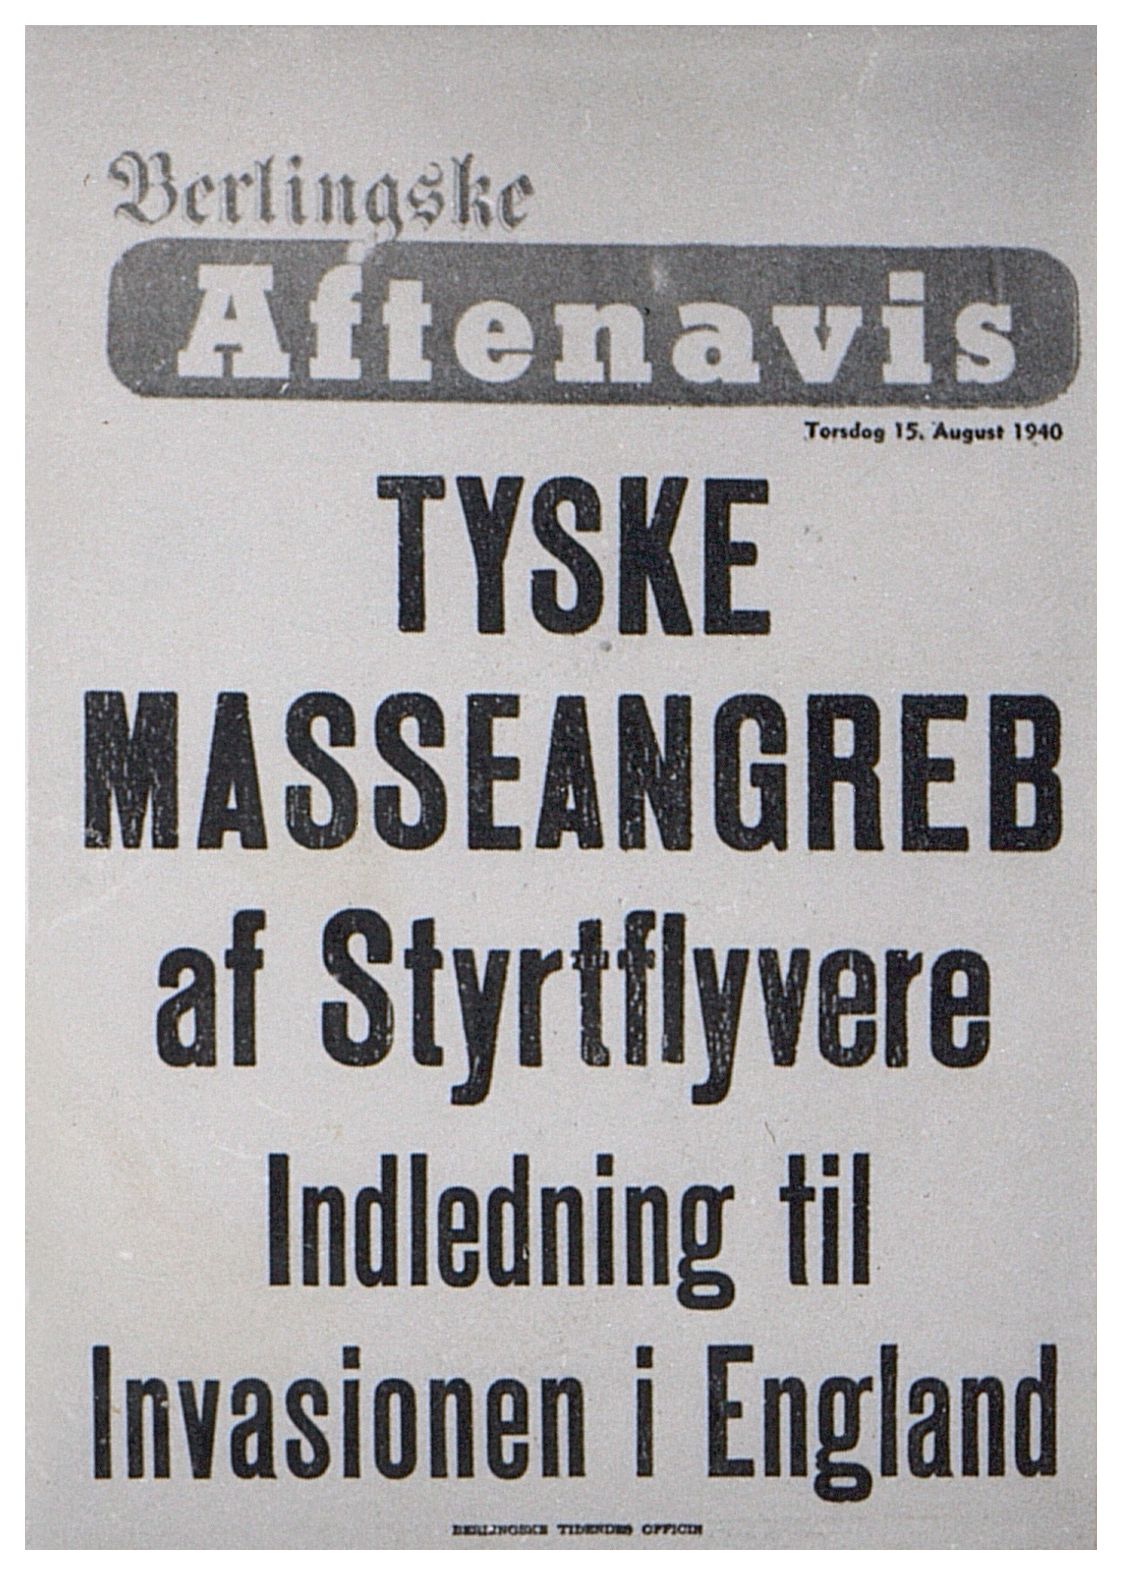 Berlingske
Aftenavis
Torsdag 15. August 1940
TYSKE
MASSEANGREB
af Styrtflyvere
Indledning til
Invasionen i England
BERLINGSKE TIDENDES OFFICIN